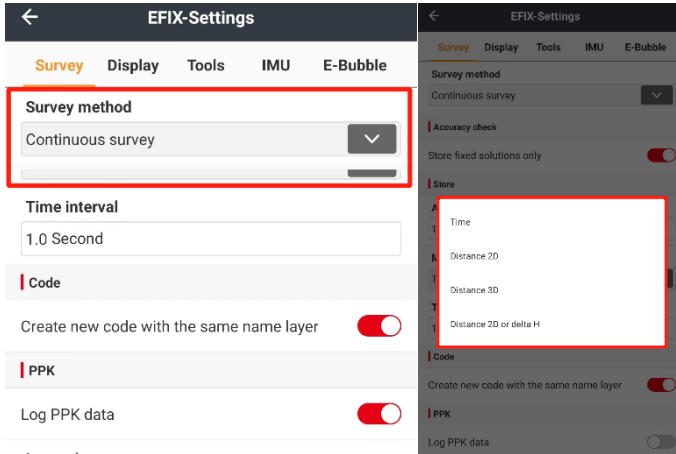 EFIX-Settings
Survey
Display
Tools
IMU
E-Bubble
Survey method
Continuous survey
Time interval
1.0 Second
Code
Create new code with the same name layer
PPK
Log PPK data
EFIX-Settings
Survey
Display
Tools
IMU
E-Bubble
Survey method
Continuous survey
Accuracy check
Store fixed solutions only
Store
Time
Distance 2D
Distance 3D
Distance 2D or delta H
Code
Create new code with the same name layer
PPK
Log PPK data